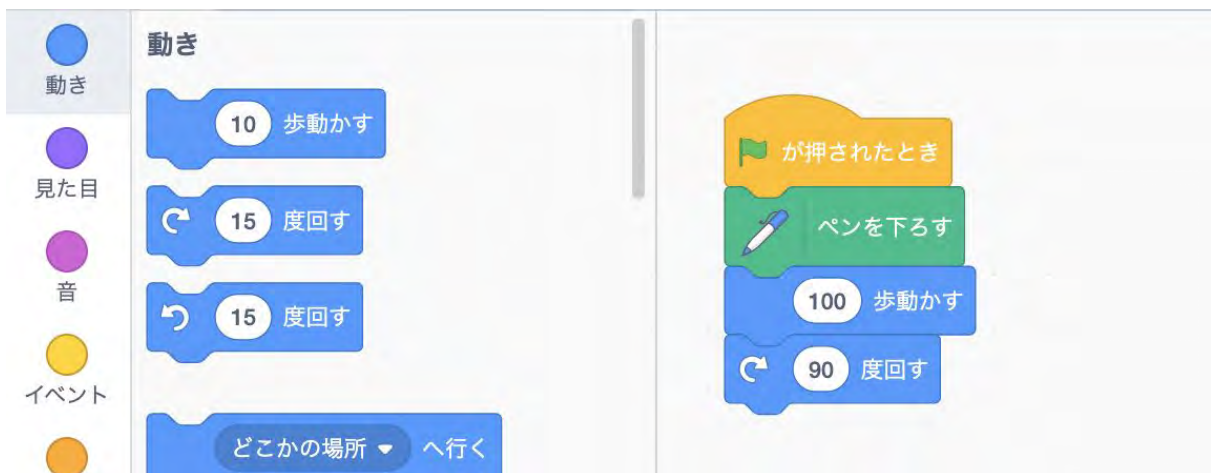 動き
見た目
音
イベント
動き
10 歩動かす
15 度回す
15 度回す
どこかの場所 へ行く
が押されたとき
ペンを下ろす
100 歩動かす
90 度回す